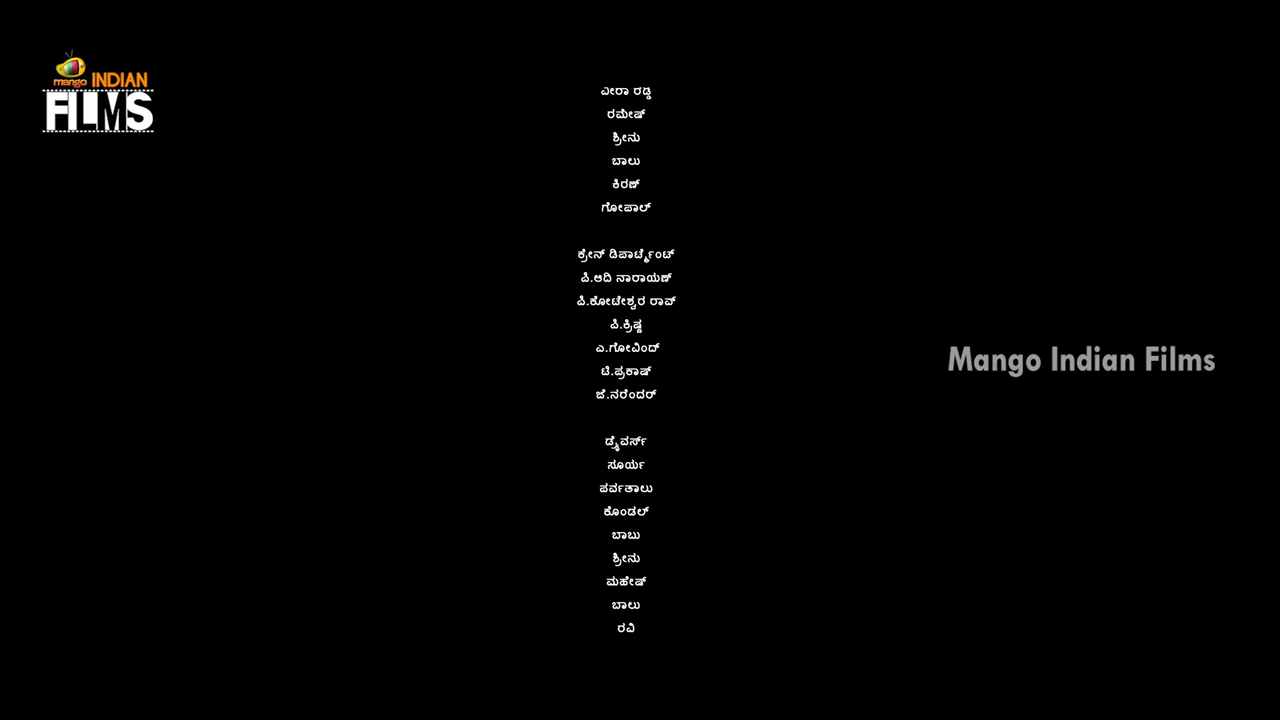 mango INDIAN
FILMS
ವೀರಾ ರಡ್ಡಿ
ರಮೇಷ್
ಶ್ರೀನು
ಬಾಲು
ಕಿರಣ್
ಗೋಪಾಲ್
ಕ್ರೇನ್ ಡಿಪಾರ್ಟ್ಮೆಂಟ್
ಪಿ.ಆದಿ ನಾರಾಯಣ್
ಪಿ.ಕೋಟೇಶ್ವರ ರಾವ್
ಪಿ.ಕ್ರಿಷ್ಣ
ಎ.ಗೋವಿಂದ್
ಟಿ.ಪ್ರಕಾಷ್
ಜೆ.ನರೆಂದರ್
ಡ್ರೈವರ್ಸ್
ಸೂರ್ಯ
ಪರ್ವತಾಲು
ಕೊಂಡಲ್
ಬಾಬು
ಶ್ರೀನು
ಮಹೇಷ್
ಬಾಲು
ರವಿ
Mango Indian Films